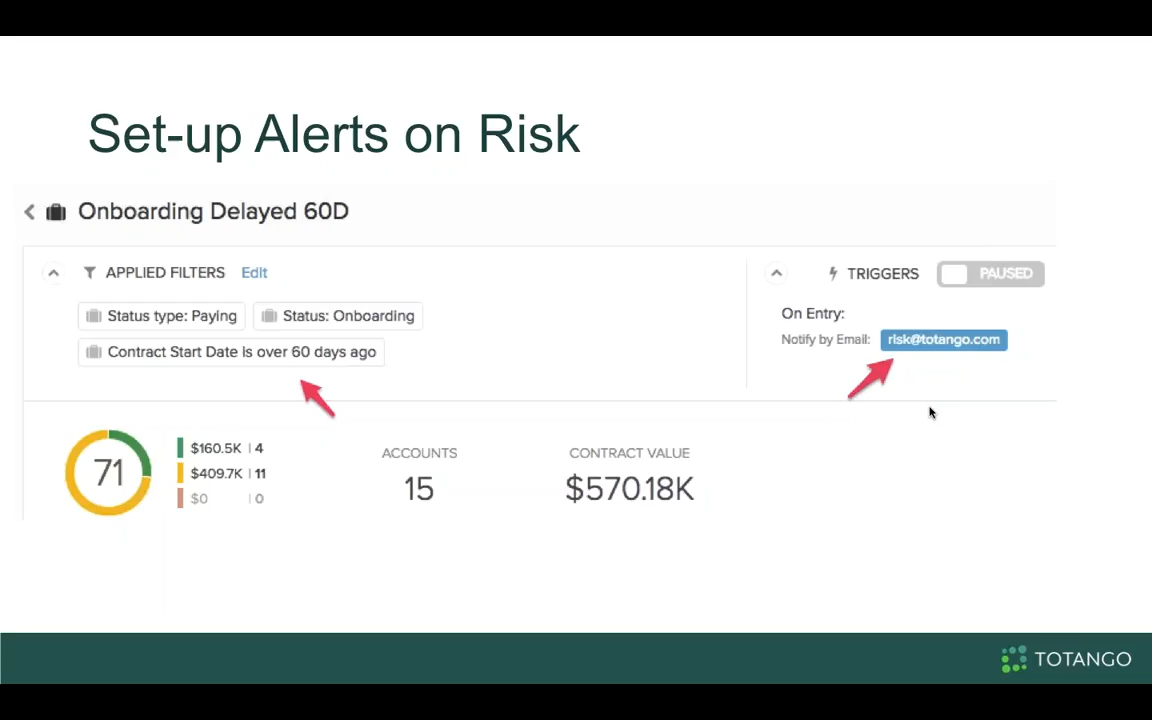 Set-up Alerts on Risk
Onboarding Delayed 60D
APPLIED FILTERS Edit
TRIGGERS PAUSED
Status type: Paying Status: Onboarding
On Entry:
Contract Start Date is over 60 days ago
Notify by Email: risk@totango.com
71
$160.5K | 4
$409.7K | 11
$0 | 0
ACCOUNTS
15
CONTRACT VALUE
$570.18K
TOTANGO